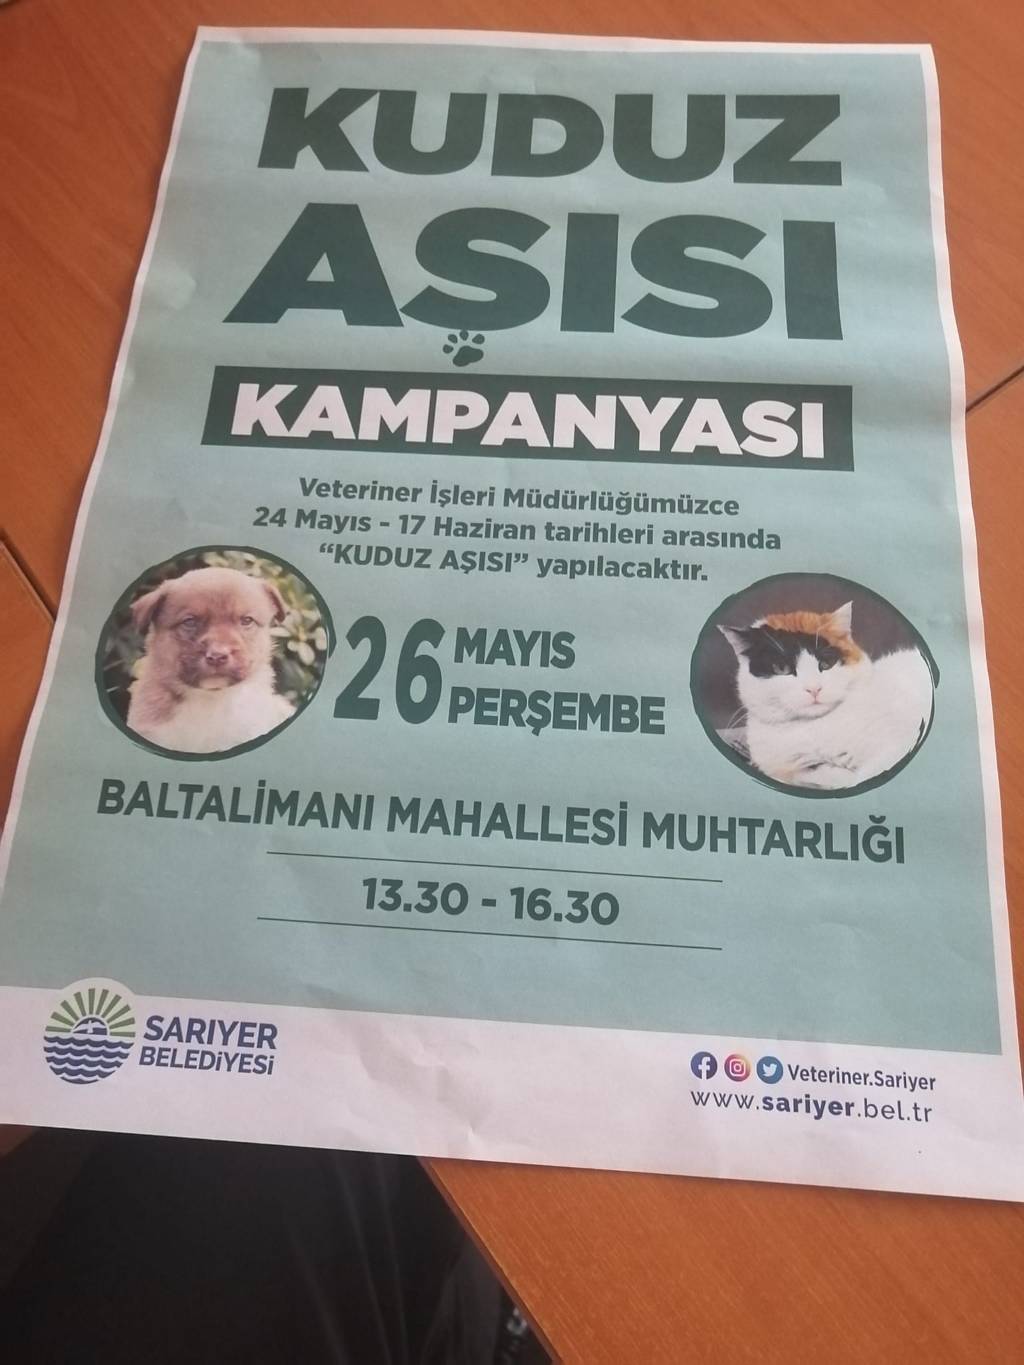 KUDUZ
AŞISI
KAMPANYASI
Veteriner İşleri Müdürlüğümüzce
24 Mayıs - 17 Haziran tarihleri arasında
“KUDUZ AŞISI” yapılacaktır.
26 MAYIS
PERŞEMBE
BALTALİMANI MAHALLESİ MUHTARLIĞI
13.30 - 16.30
SARIYER
BELEDİYESİ
Veteriner.Sariyer
www.sariyer.bel.tr